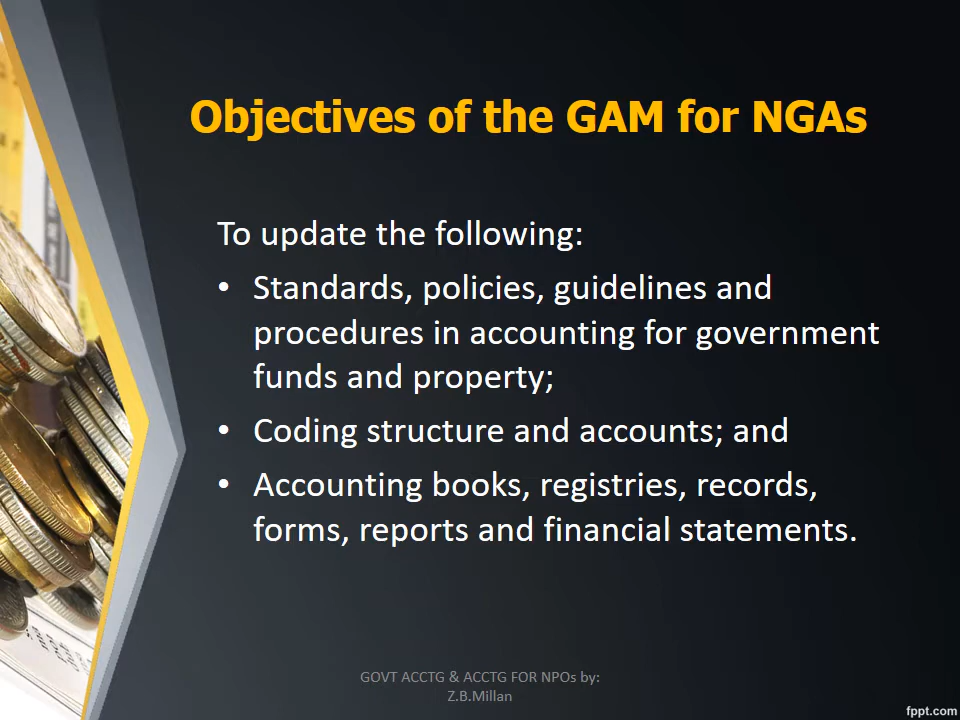 Objectives of the GAM for NGAs
To update the following:
• Standards, policies, guidelines and
procedures in accounting for government
funds and property;
• Coding structure and accounts; and
• Accounting books, registries, records,
forms, reports and financial statements.
GOVT ACCTG & ACCTG FOR NPOs by:
Z.B.Millan
fppt.com